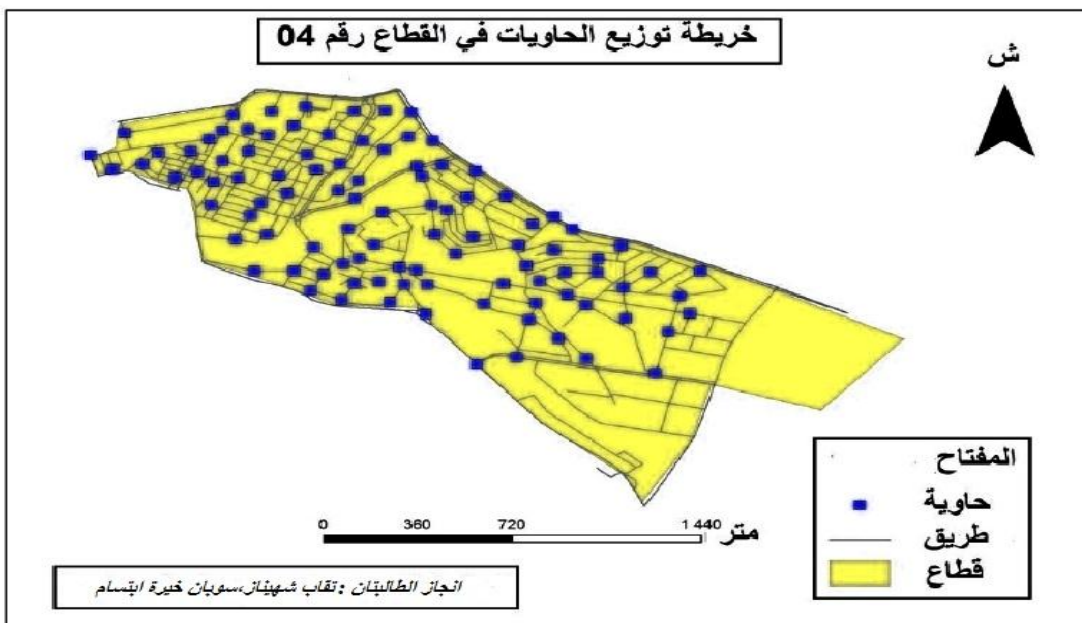 خريطة توزيع الحاويات في القطاع رقم 04
ش
المفتاح
حاوية
طريق
قطاع
0 360 720 1 440 متر
انجاز الطالبتان : نقاب شهيناز،سوبان خيرة ابتسام